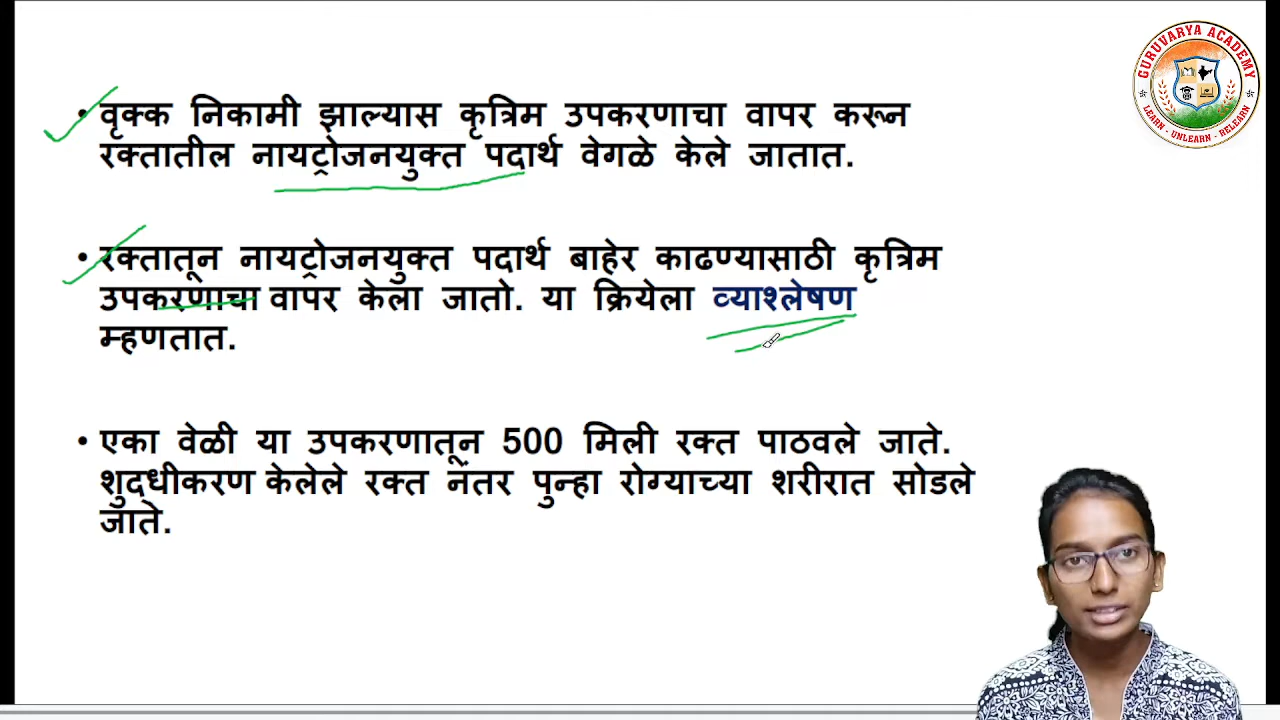 • वृक्क निकामी झाल्यास कृत्रिम उपकरणाचा वापर करून
रक्तातील नायट्रोजनयुक्त पदार्थ वेगळे केले जातात.
• रक्तातून नायट्रोजनयुक्त पदार्थ बाहेर काढण्यासाठी कृत्रिम
उपकरणाचा वापर केला जातो. या क्रियेला व्याश्लेषण
म्हणतात.
• एका वेळी या उपकरणातून 500 मिली रक्त पाठवले जाते.
शुद्धीकरण केलेले रक्त नंतर पुन्हा रोग्याच्या शरीरात सोडले
जाते.
GURUVARYA ACADEMY
LEARN - UNLEARN - RELEARN